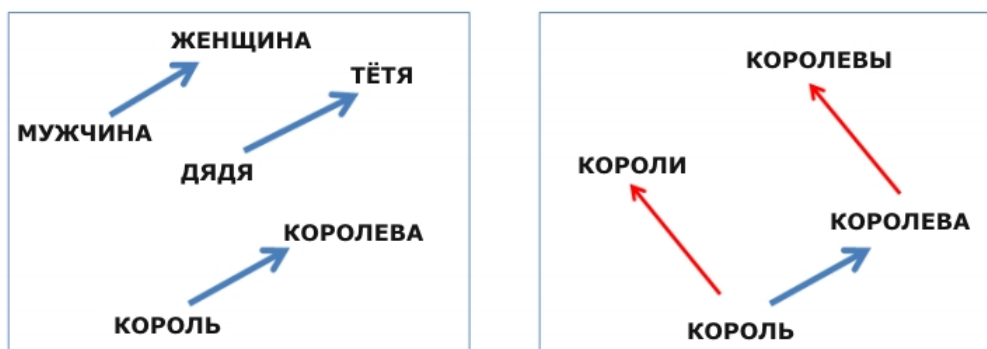 ЖЕНЩИНА
ТЁТЯ
МУЖЧИНА
ДЯДЯ
КОРОЛЕВА
КОРОЛЬ
КОРОЛЕВЫ
КОРОЛИ
КОРОЛЕВА
КОРОЛЬ